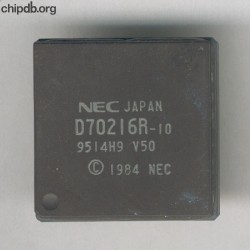 chipdb.org
NEC JAPAN
D70216R-10
9514H9 V50
© 1984 NEC